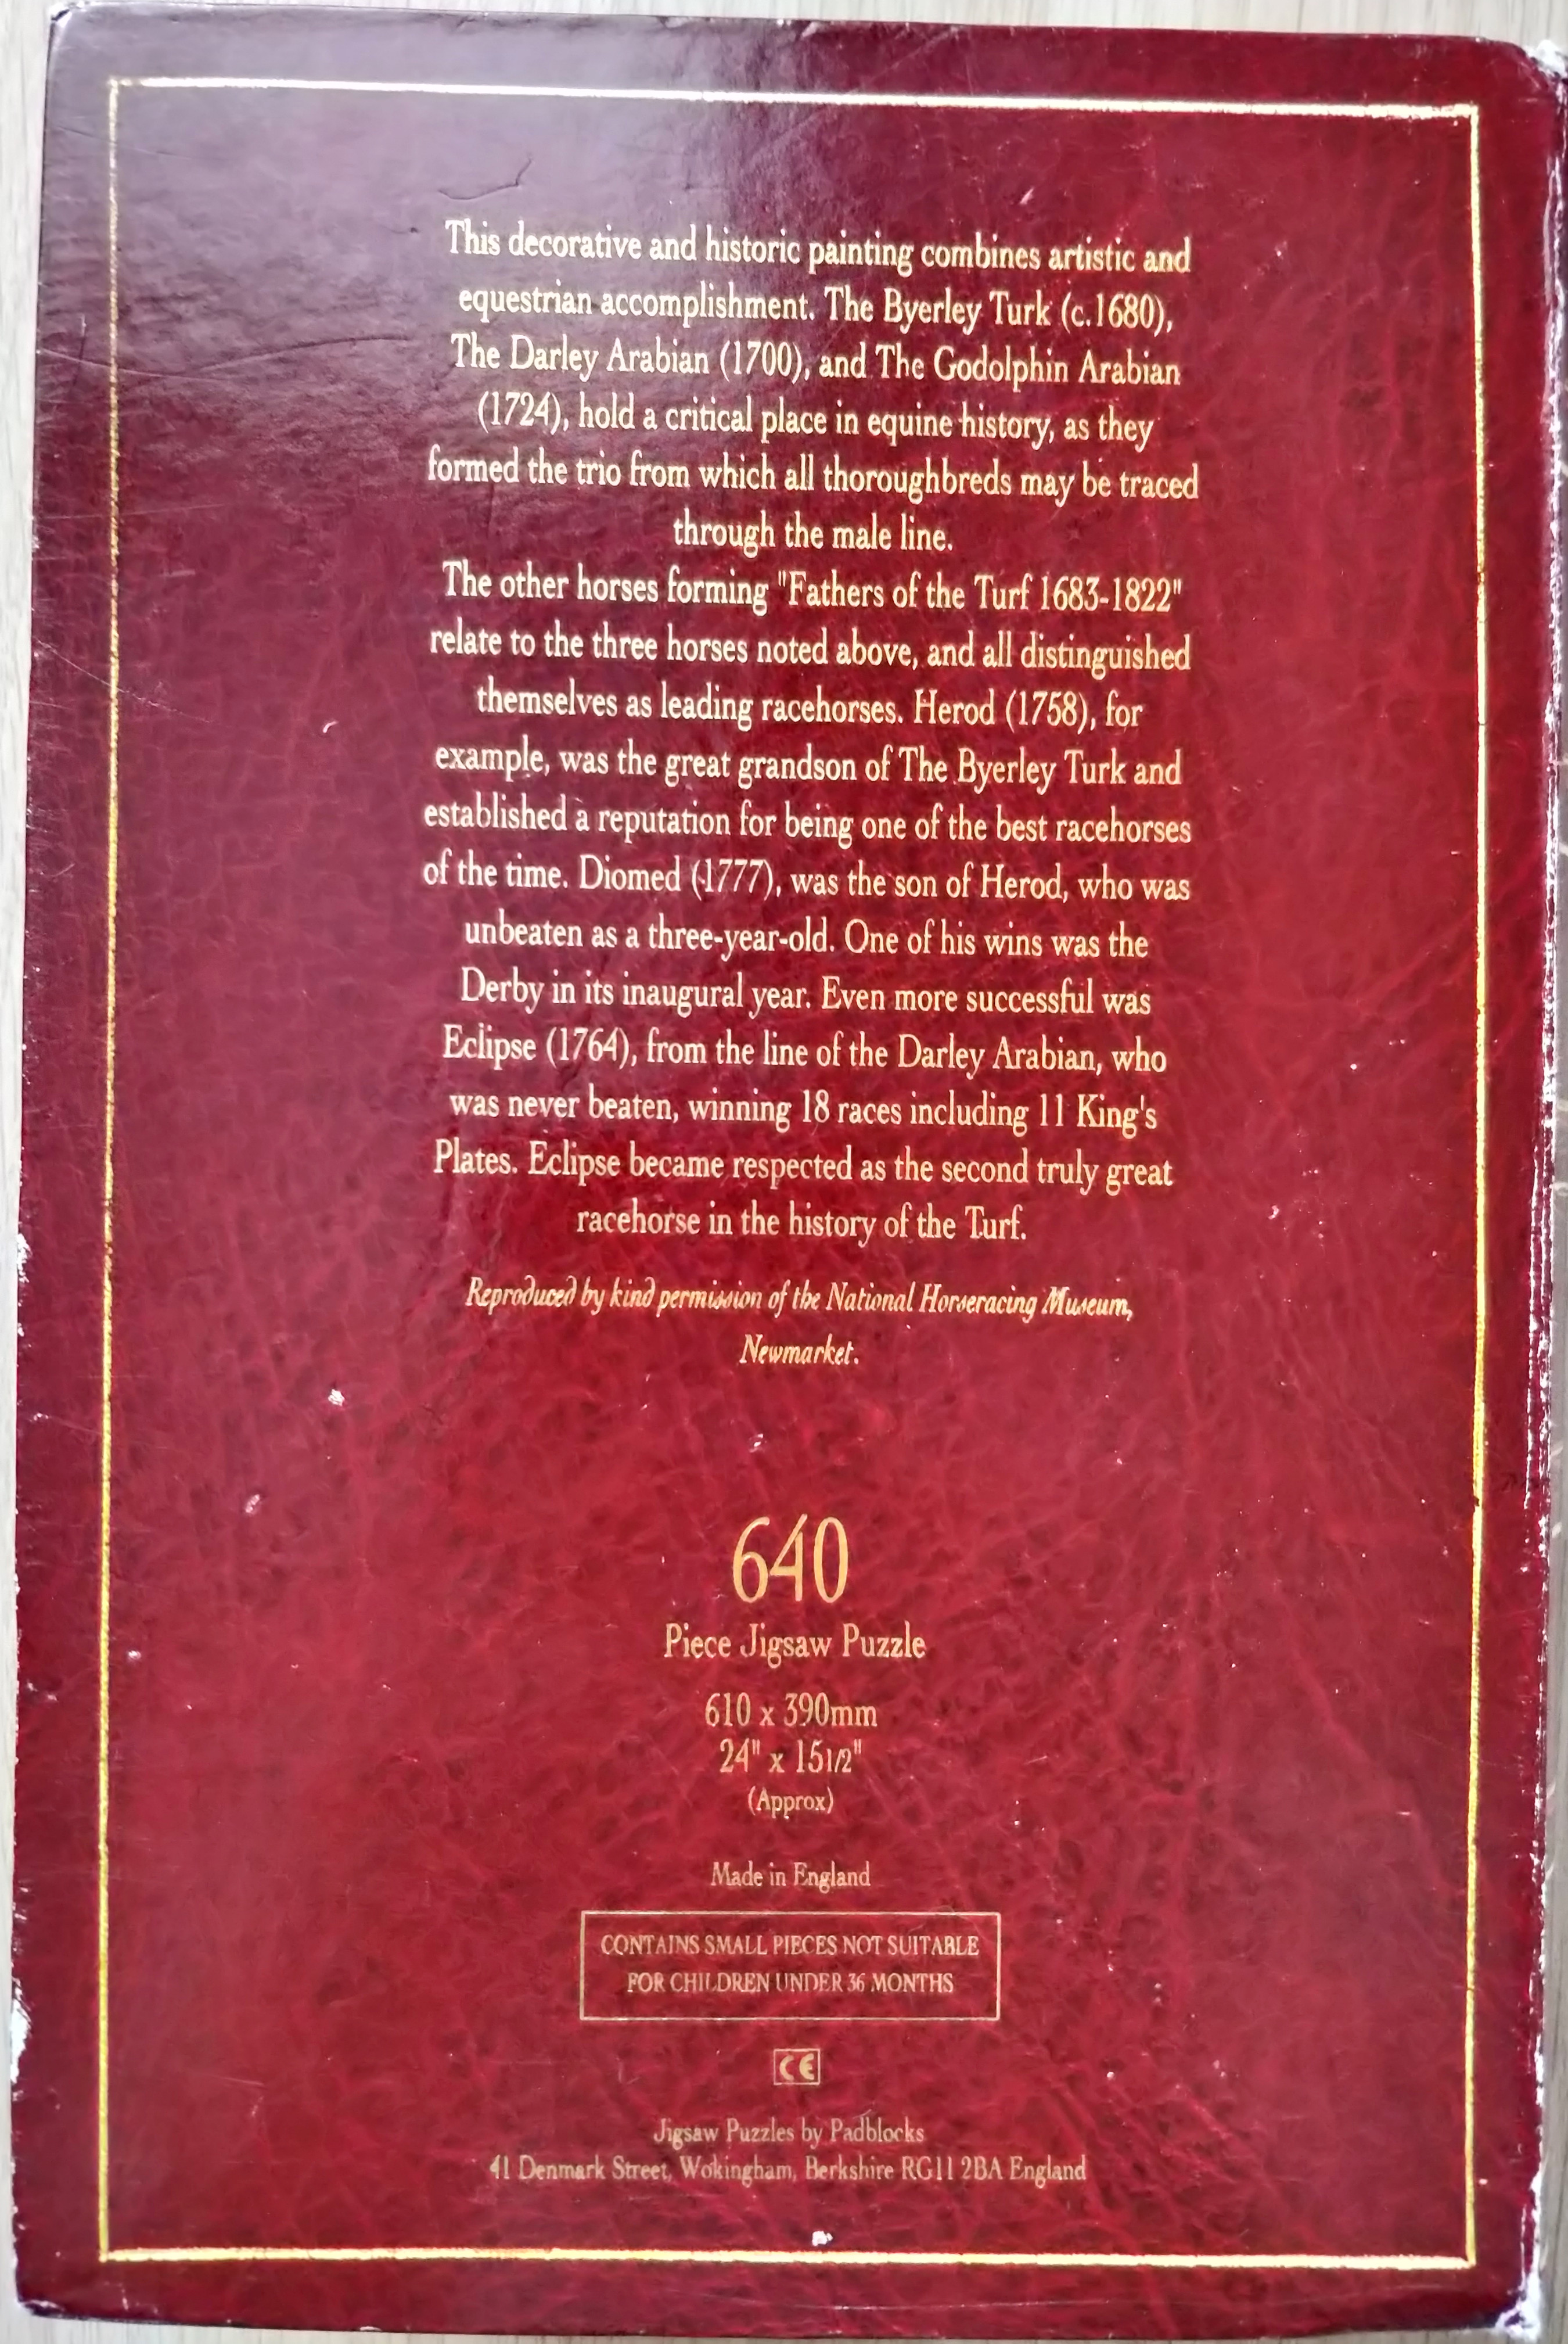 This decorative and historic painting combines artistic and
equestrian accomplishment. The Byerley Turk (c.1680),
The Darley Arabian (1700), and The Godolphin Arabian
(1724), hold a critical place in equine history, as they
formed the trio from which all thoroughbreds may be traced
through the male line.
The other horses forming "Fathers of the Turf 1683-1822"
relate to the three horses noted above, and all distinguished
themselves as leading racehorses. Herod (1758), for
example, was the great grandson of The Byerley Turk and
established a reputation for being one of the best racehorses
of the time. Diomed (1777), was the son of Herod, who was
unbeaten as a three-year-old. One of his wins was the
Derby in its inaugural year. Even more successful was
Eclipse (1764), from the line of the Darley Arabian, who
was never beaten, winning 18 races including 11 King's
Plates. Eclipse became respected as the second truly great
racehorse in the history of the Turf.
Reproduced by kind permission of the National Horseracing Museum,
Newmarket.
640
Piece Jigsaw Puzzle
610 x 390mm
24" x 151/2"
(Approx)
Made in England
CONTAINS SMALL PIECES NOT SUITABLE
FOR CHILDREN UNDER 36 MONTHS
CE
Jigsaw Puzzles by Padblocks
41 Denmark Street, Wokingham, Berkshire RG11 2BA England